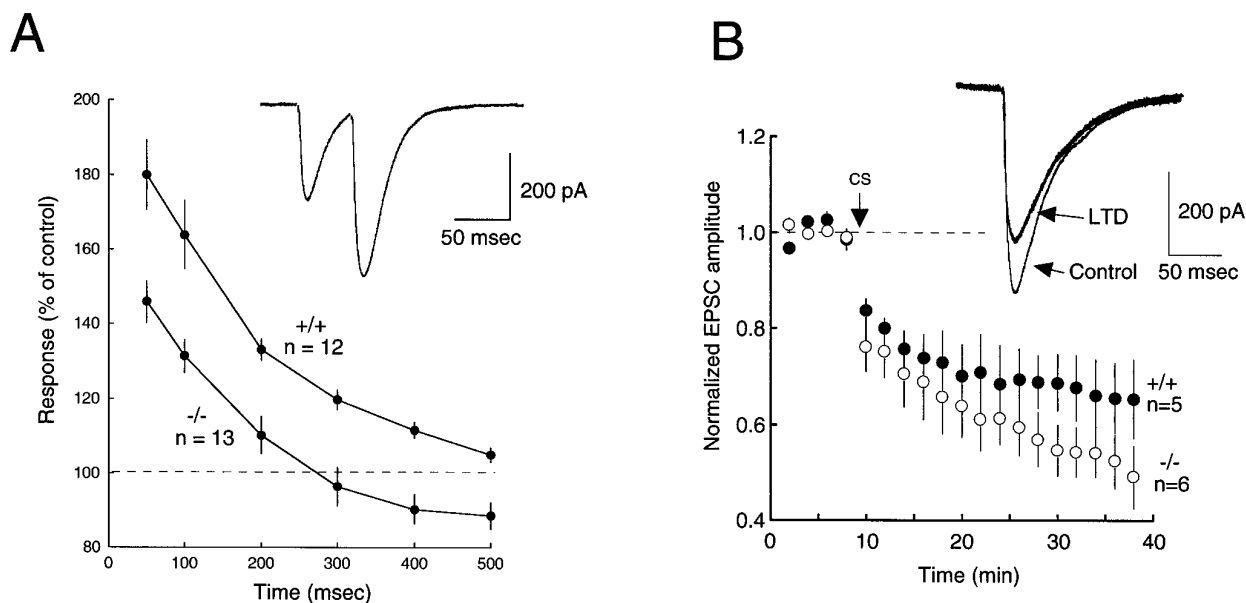 A
Response (% of control)
200
180
160
140
120
100
80
0
100
200
300
400
500
Time (msec)
+/+
n = 12
-/-
n = 13
200 pA
50 msec
B
Normalized EPSC amplitude
1.2
1.0
0.8
0.6
0.4
0
10
20
30
40
Time (min)
CS
LTD
Control
200 pA
50 msec
+/+
n=5
-/-
n=6